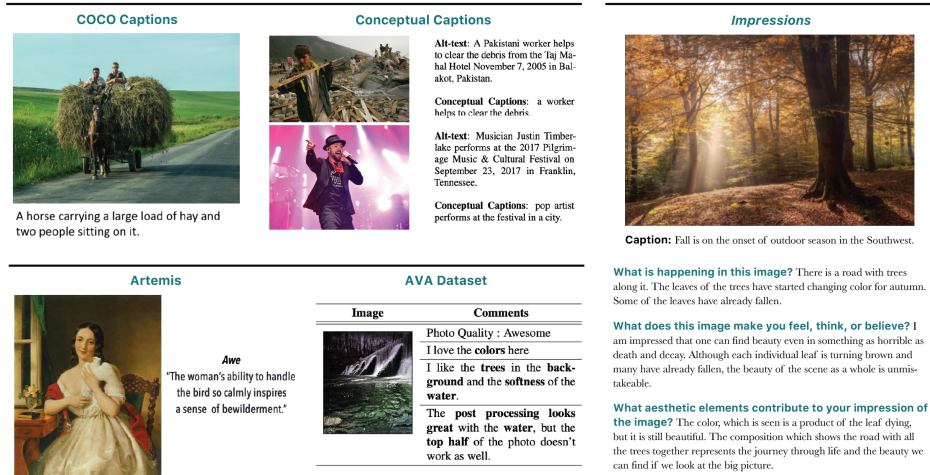 COCO Captions
A horse carrying a large load of hay and
two people sitting on it.
Conceptual Captions
Alt-text: A Pakistani worker helps
to clear the debris from the Taj Ma-
hal Hotel November 7, 2005 in Bal-
akot, Pakistan.
Conceptual Captions: a worker
helps to clear the debris.
Alt-text: Musician Justin Timber-
lake performs at the 2017 Pilgrim-
age Music & Cultural Festival on
September 23, 2017 in Franklin,
Tennessee.
Conceptual Captions: pop artist
performs at the festival in a city.
Artemis
Awe
"The woman's ability to handle
the bird so calmly inspires
a sense of bewilderment."
AVA Dataset
Image Comments
Photo Quality : Awesome
I love the colors here
I like the trees in the back-
ground and the softness of the
water.
The post processing looks
great with the water, but the
top half of the photo doesn't
work as well.
Impressions
Caption: Fall is on the onset of outdoor season in the Southwest.
What is happening in this image? There is a road with trees
along it. The leaves of the trees have started changing color for autumn.
Some of the leaves have already fallen.
What does this image make you feel, think, or believe? I
am impressed that one can find beauty even in something as horrible as
death and decay. Although each individual leaf is turning brown and
many have already fallen, the beauty of the scene as a whole is unmis-
takeable.
What aesthetic elements contribute to your impression of
the image? The color, which is seen is a product of the leaf dying,
but it is still beautiful. The composition which shows the road with all
the trees together represents the journey through life and the beauty we
can find if we look at the big picture.